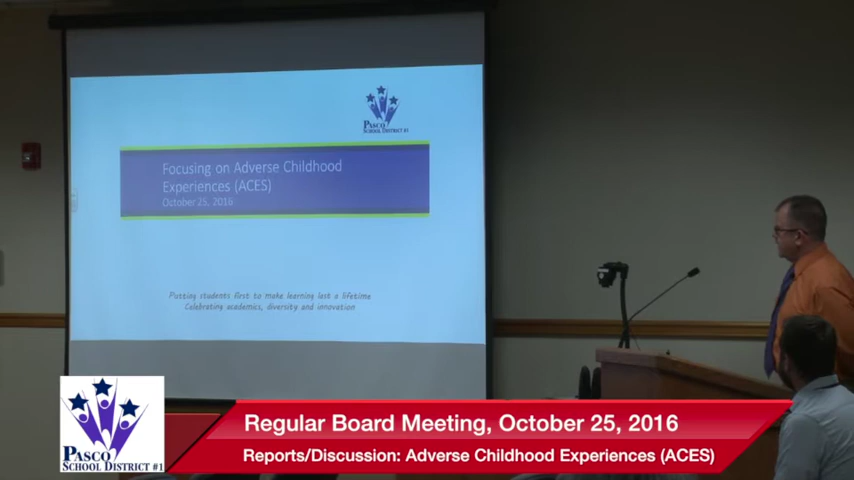 PASCO
SCHOOL DISTRICT #1
Focusing on Adverse Childhood
Experiences (ACES)
October 25, 2016
Putting students first to make learning last a lifetime
Celebrating academics, diversity and innovation
PASCO
SCHOOL DISTRICT #1
Regular Board Meeting, October 25, 2016
Reports/Discussion: Adverse Childhood Experiences (ACES)